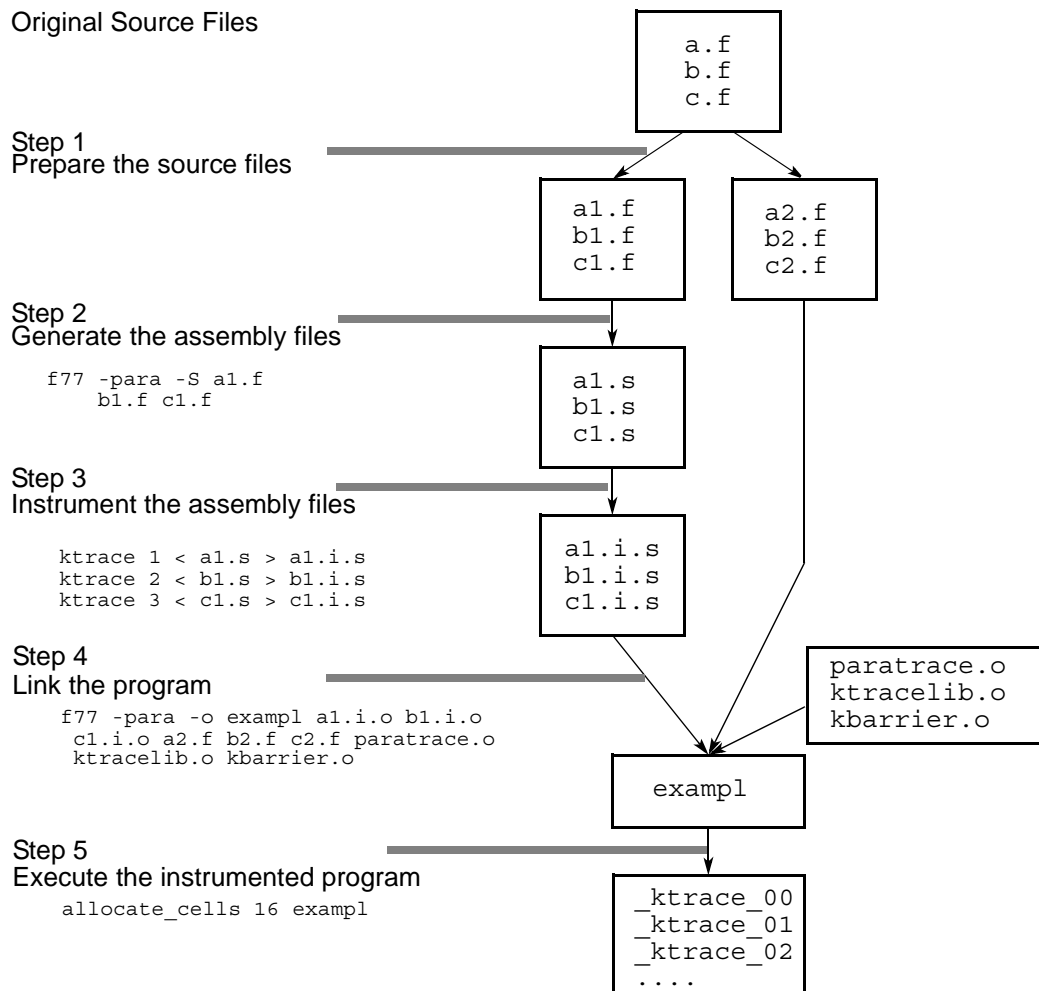 Original Source Files
a.f
b.f
c.f
Step 1
Prepare the source files
a1.f
b1.f
c1.f
a2.f
b2.f
c2.f
Step 2
Generate the assembly files
f77 -para -S a1.f
b1.f c1.f
a1.s
b1.s
c1.s
Step 3
Instrument the assembly files
ktrace 1 < a1.s > a1.i.s
ktrace 2 < b1.s > b1.i.s
ktrace 3 < c1.s > c1.i.s
a1.i.s
b1.i.s
c1.i.s
Step 4
Link the program
f77 -para -o exampl a1.i.o b1.i.o
c1.i.o a2.f b2.f c2.f paratrace.o
ktracelib.o kbarrier.o
paratrace.o
ktracelib.o
kbarrier.o
exampl
Step 5
Execute the instrumented program
allocate_cells 16 exampl
_ktrace_00
_ktrace_01
_ktrace_02
....